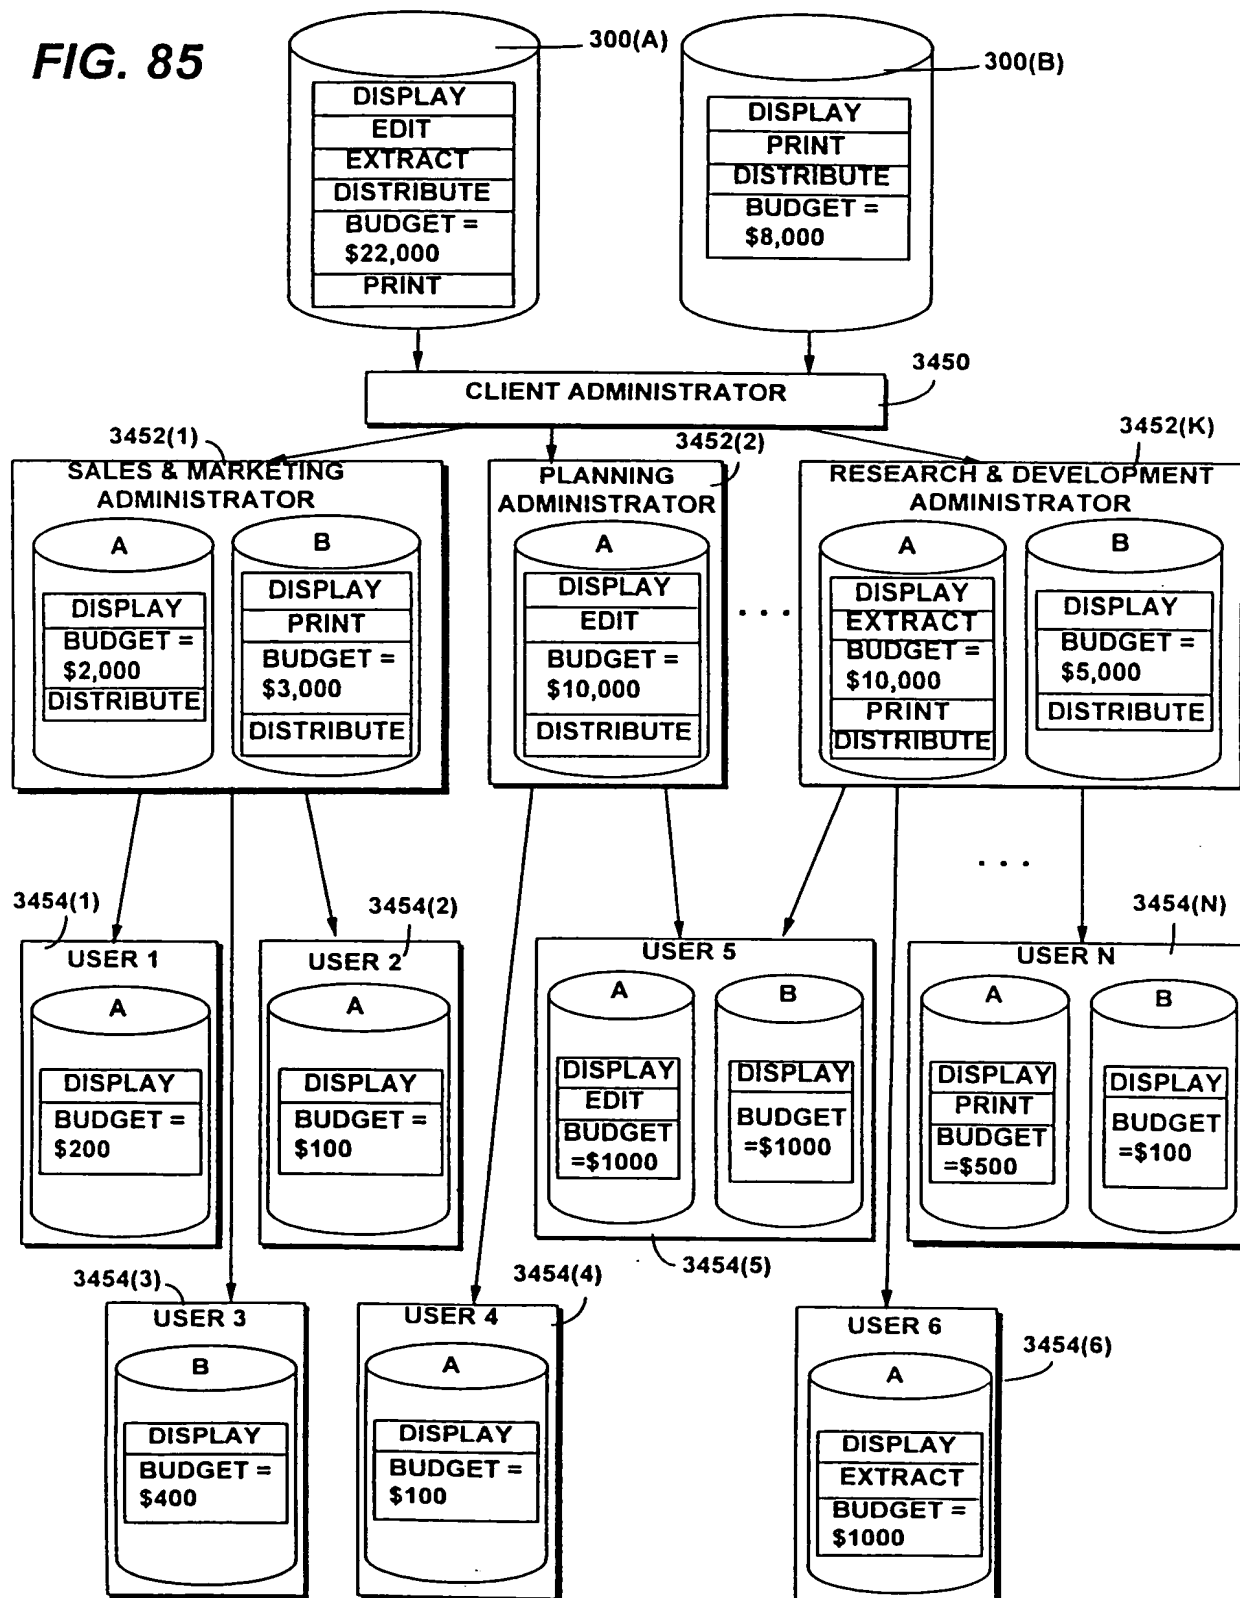 FIG. 85
300(A)
300(B)
DISPLAY
EDIT
EXTRACT
DISTRIBUTE
BUDGET =
$22,000
PRINT
DISPLAY
PRINT
DISTRIBUTE
BUDGET =
$8,000
CLIENT ADMINISTRATOR
3450
3452(1)
SALES & MARKETING
ADMINISTRATOR
A
DISPLAY
BUDGET =
$2,000
DISTRIBUTE
B
DISPLAY
PRINT
BUDGET =
$3,000
DISTRIBUTE
3452(2)
PLANNING
ADMINISTRATOR
A
DISPLAY
EDIT
BUDGET =
$10,000
DISTRIBUTE
. . .
3452(K)
RESEARCH & DEVELOPMENT
ADMINISTRATOR
A
DISPLAY
EXTRACT
BUDGET =
$10,000
PRINT
DISTRIBUTE
B
DISPLAY
BUDGET =
$5,000
DISTRIBUTE
. . .
3454(1)
USER 1
A
DISPLAY
BUDGET =
$200
3454(2)
USER 2
A
DISPLAY
BUDGET =
$100
USER 5
A
DISPLAY
EDIT
BUDGET
=$1000
B
DISPLAY
BUDGET
=$1000
3454(5)
3454(N)
USER N
A
DISPLAY
PRINT
BUDGET
=$500
B
DISPLAY
BUDGET
=$100
3454(3)
USER 3
B
DISPLAY
BUDGET =
$400
3454(4)
USER 4
A
DISPLAY
BUDGET =
$100
USER 6
3454(6)
A
DISPLAY
EXTRACT
BUDGET =
$1000